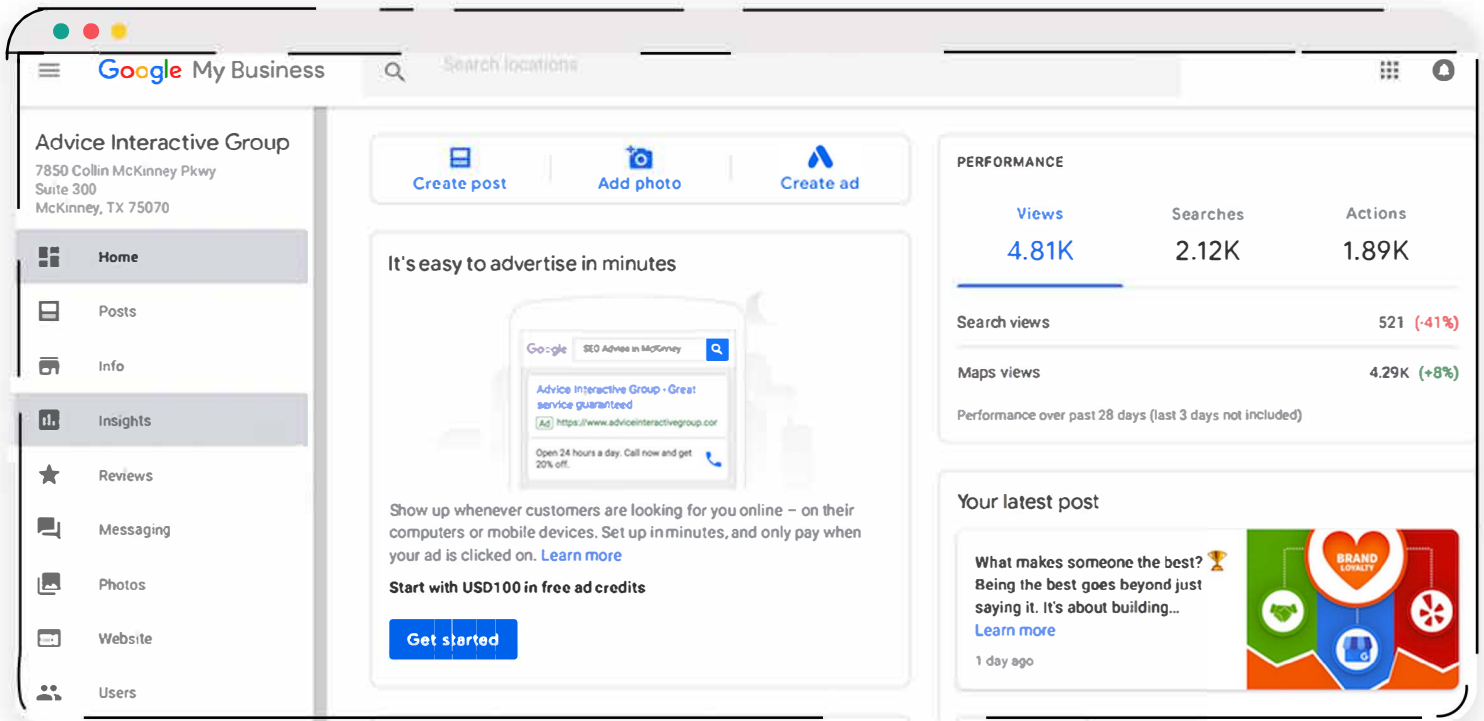 Google My Business
Search locations
Advice Interactive Group
7850 Collin McKinney Pkwy
Suite 300
McKinney, TX 75070
Home
Posts
Info
Insights
Reviews
Messaging
Photos
Website
Users
Create post
Add photo
Create ad
It's easy to advertise in minutes
Google
SEO Advice in McKinney
Advice Interactive Group - Great
service guaranteed
Ad https://www.adviceinteractivegroup.cor
Open 24 hours a day. Call now and get
20% off.
Show up whenever customers are looking for you online – on their
computers or mobile devices. Set up in minutes, and only pay when
your ad is clicked on. Learn more
Start with USD100 in free ad credits
Get started
PERFORMANCE
Views Searches Actions
4.81K 2.12K 1.89K
Search views 521 (-41%)
Maps views 4.29K (+8%)
Performance over past 28 days (last 3 days not included)
Your latest post
What makes someone the best? 🏆
Being the best goes beyond just
saying it. It's about building...
Learn more
1 day ago
BRAND
LOYALTY
G